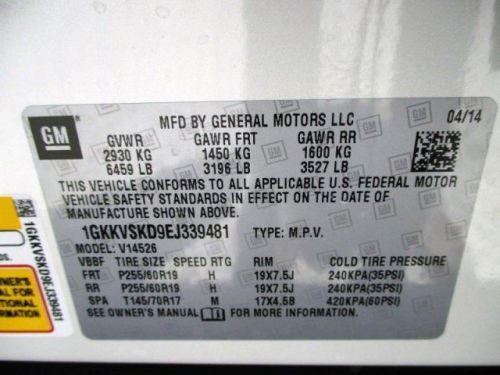 GM
MFD BY GENERAL MOTORS LLC
04/14
GVWR GAWR FRT GAWR RR
2930 KG 1450 KG 1600 KG
6459 LB 3196 LB 3527 LB
THIS VEHICLE CONFORMS TO ALL APPLICABLE U.S. FEDERAL MOTOR
VEHICLE SAFETY STANDARDS IN EFFECT ON THE DATE OF
MANUFACTURE SHOWN ABOVE.
1GKKVSKD9EJ339481 TYPE: M.P.V.
MODEL: V14526
VBBF TIRE SIZE SPEED RTG RIM COLD TIRE PRESSURE
FRT P255/60R19 H 19X7.5J 240KPA(35PSI)
RR P255/60R19 H 19X7.5J 240KPA(35PSI)
SPA T145/70R17 M 17X4.5B 420KPA(60PSI)
SEE OWNER'S MANUAL FOR MORE INFORMATION.
1GKKVSKD9EJ339481